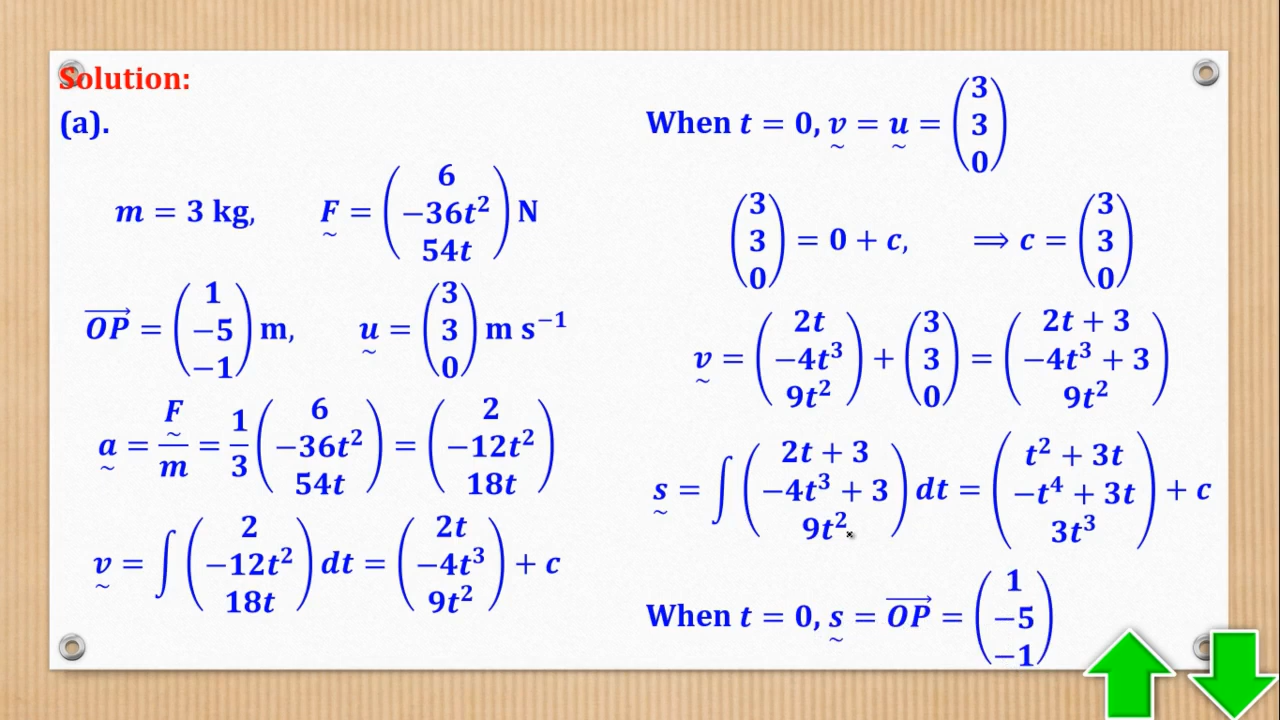 Solution:
(a).
m = 3 kg, F̰ = (6, −36t², 54t) N
OP⃗ = (1, −5, −1) m, ṵ = (3, 3, 0) m s⁻¹
a̰ = F̰/m = 1/3 (6, −36t², 54t) = (2, −12t², 18t)
v̰ = ∫ (2, −12t², 18t) dt = (2t, −4t³, 9t²) + c
When t = 0, v̰ = ṵ = (3, 3, 0)
(3, 3, 0) = 0 + c, ⟹ c = (3, 3, 0)
v̰ = (2t, −4t³, 9t²) + (3, 3, 0) = (2t + 3, −4t³ + 3, 9t²)
s̰ = ∫ (2t + 3, −4t³ + 3, 9t²) dt = (t² + 3t, −t⁴ + 3t, 3t³) + c
When t = 0, s̰ = OP⃗ = (1, −5, −1)